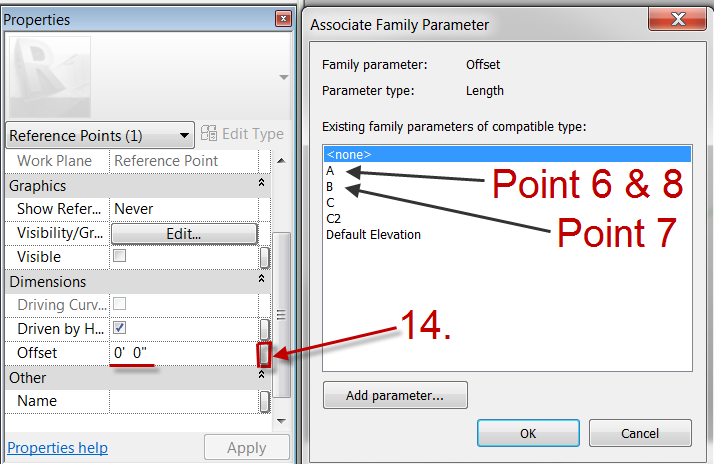 Properties
R
Reference Points (1)
Edit Type
Work Plane Reference Point
Graphics
Show Refer... Never
Visibility/Gr... Edit...
Visible
Dimensions
Driving Curv...
Driven by H...
Offset 0' 0"
Other
Name
Properties help
Apply
14.
Associate Family Parameter
Family parameter: Offset
Parameter type: Length
Existing family parameters of compatible type:
<none>
A
B
C
C2
Default Elevation
Point 6 & 8
Point 7
Add parameter...
OK
Cancel